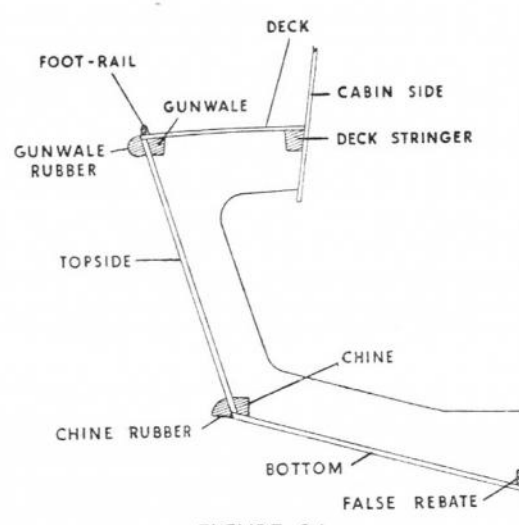 DECK
FOOT-RAIL
GUNWALE
CABIN SIDE
GUNWALE
RUBBER
DECK STRINGER
TOPSIDE
CHINE
CHINE RUBBER
BOTTOM
FALSE REBATE